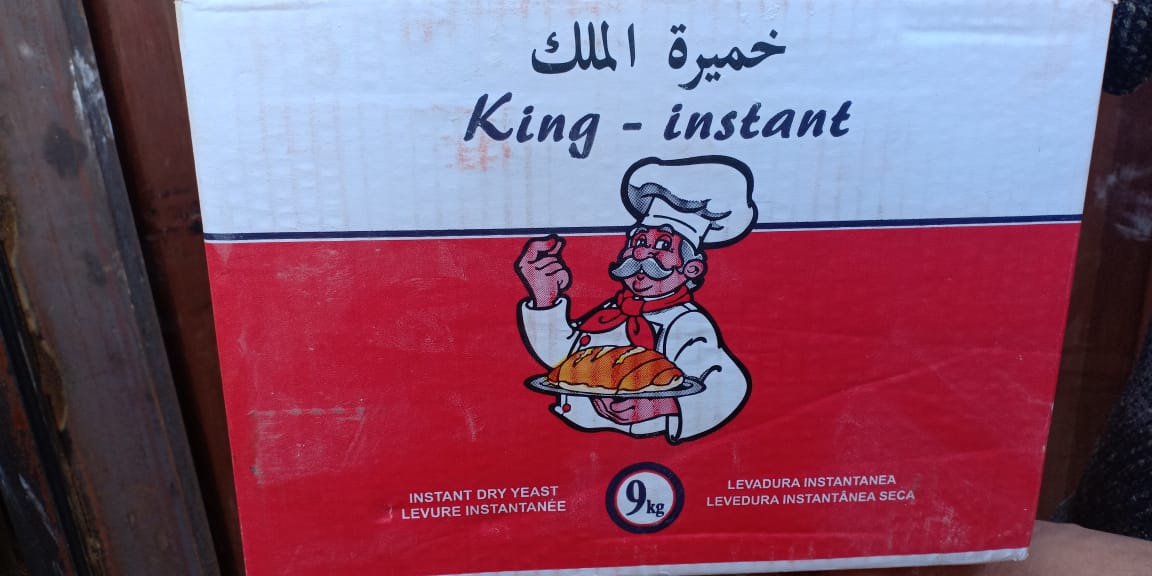 خميرة الملك
King - instant
INSTANT DRY YEAST
LEVURE INSTANTANÉE
9kg
LEVADURA INSTANTANEA
LEVEDURA INSTANTÂNEA SECA